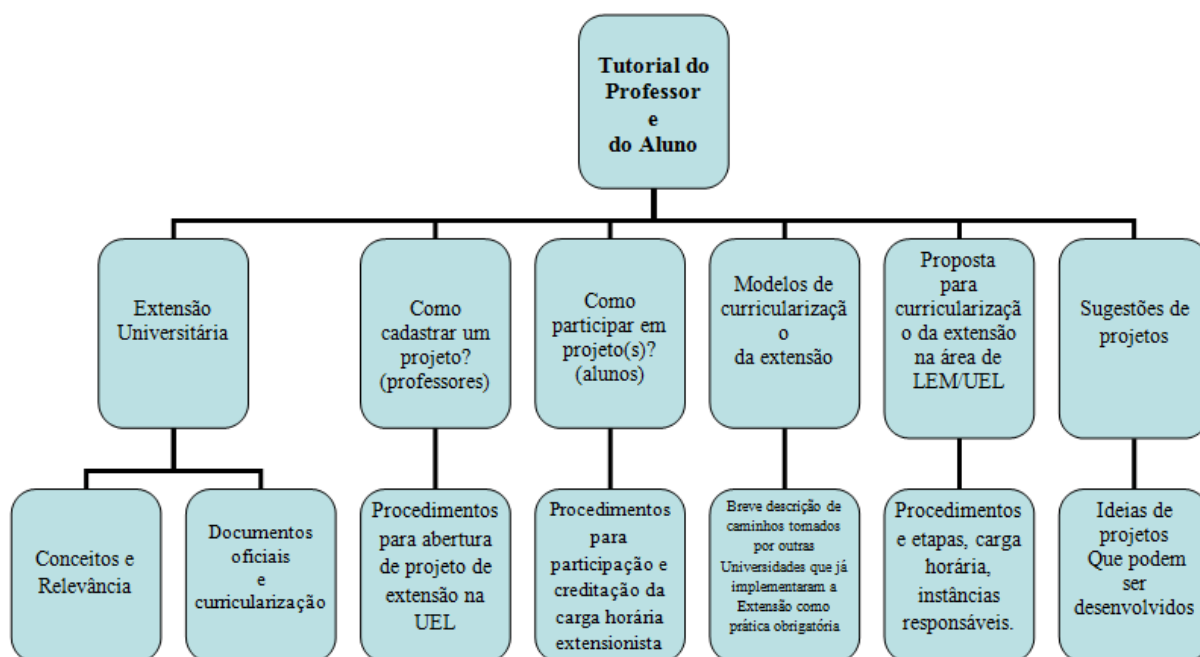 Tutorial do
Professor
e
do Aluno
Extensão
Universitária
Como
cadastrar um
projeto?
(professores)
Como
participar em
projeto(s)?
(alunos)
Modelos de
curricularizaçã
o
da extensão
Proposta
para
curricularizaçã
o da extensão
na área de
LEM/UEL
Sugestões de
projetos
Conceitos e
Relevância
Documentos
oficiais
e
curricularização
Procedimentos
para abertura
de projeto de
extensão na
UEL
Procedimentos
para
participação e
creditação da
carga horária
extensionista
Breve descrição de
caminhos tomados
por outras
Universidades que já
implementaram a
Extensão como
prática obrigatória
Procedimentos
e etapas, carga
horária,
instâncias
responsáveis.
Ideias de
projetos
Que podem
ser
desenvolvidos